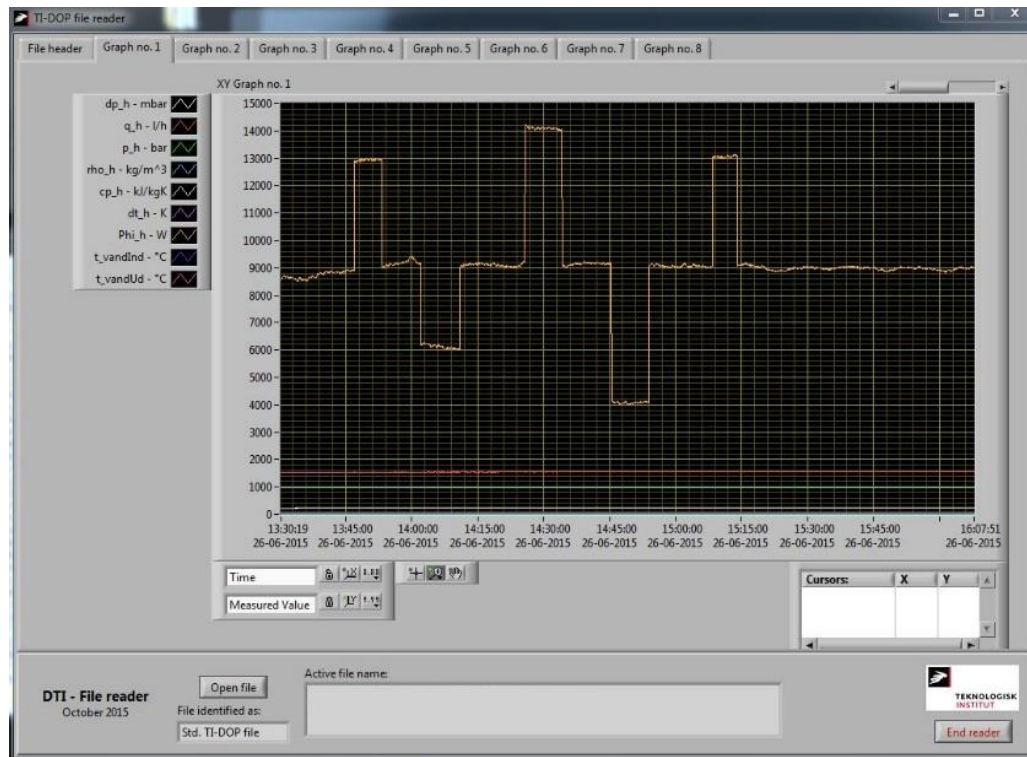 TI-DOP file reader
File header Graph no. 1 Graph no. 2 Graph no. 3 Graph no. 4 Graph no. 5 Graph no. 6 Graph no. 7 Graph no. 8
XY Graph no. 1
dp_h - mbar
q_h - l/h
p_h - bar
rho_h - kg/m^3
cp_h - kJ/kgK
dt_h - K
Phi_h - W
t_vandInd - °C
t_vandUd - °C
15000
14000
13000
12000
11000
10000
9000
8000
7000
6000
5000
4000
3000
2000
1000
0
13:30:19 13:45:00 14:00:00 14:15:00 14:30:00 14:45:00 15:00:00 15:15:00 15:30:00 15:45:00 16:07:51
26-06-2015 26-06-2015 26-06-2015 26-06-2015 26-06-2015 26-06-2015 26-06-2015 26-06-2015 26-06-2015 26-06-2015 26-06-2015
Time
Measured Value
Cursors: X Y
DTI - File reader
October 2015
Open file
File identified as:
Std. TI-DOP file
Active file name:
TEKNOLOGISK
INSTITUT
End reader